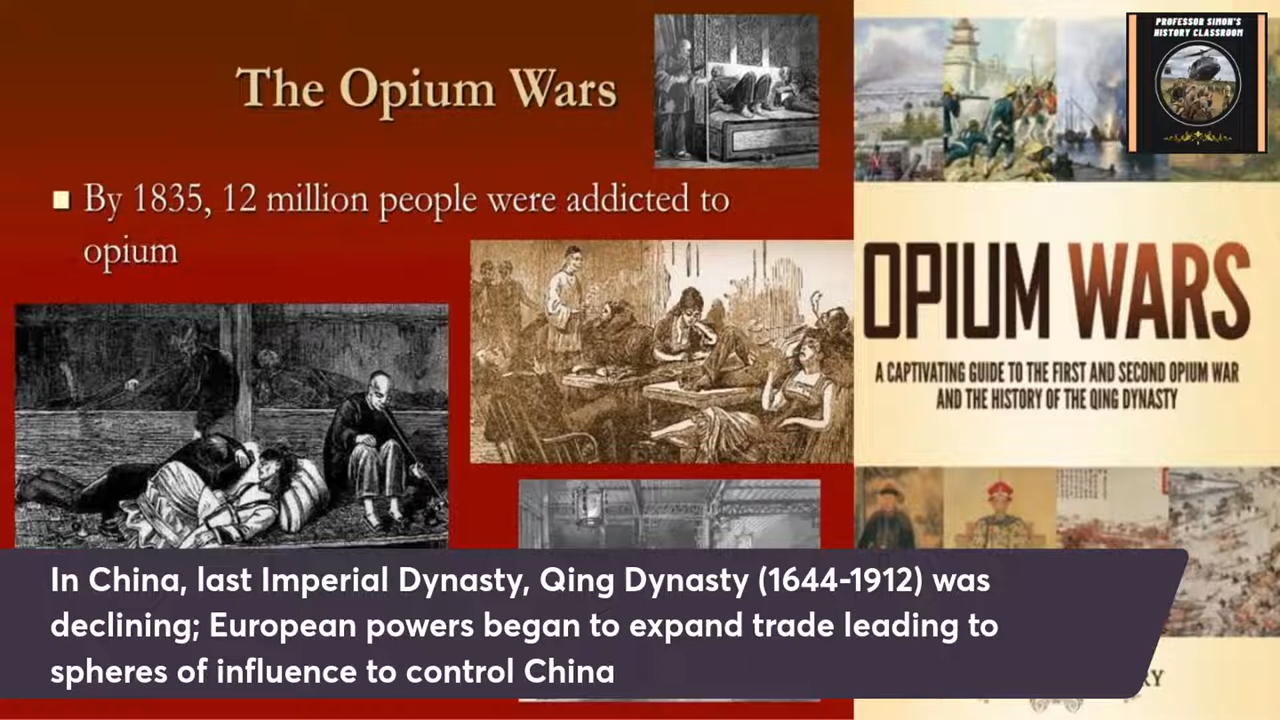 The Opium Wars
By 1835, 12 million people were addicted to
opium
PROFESSOR SIMON'S
HISTORY CLASSROOM
OPIUM WARS
A CAPTIVATING GUIDE TO THE FIRST AND SECOND OPIUM WAR
AND THE HISTORY OF THE QING DYNASTY
In China, last Imperial Dynasty, Qing Dynasty (1644-1912) was
declining; European powers began to expand trade leading to
spheres of influence to control China